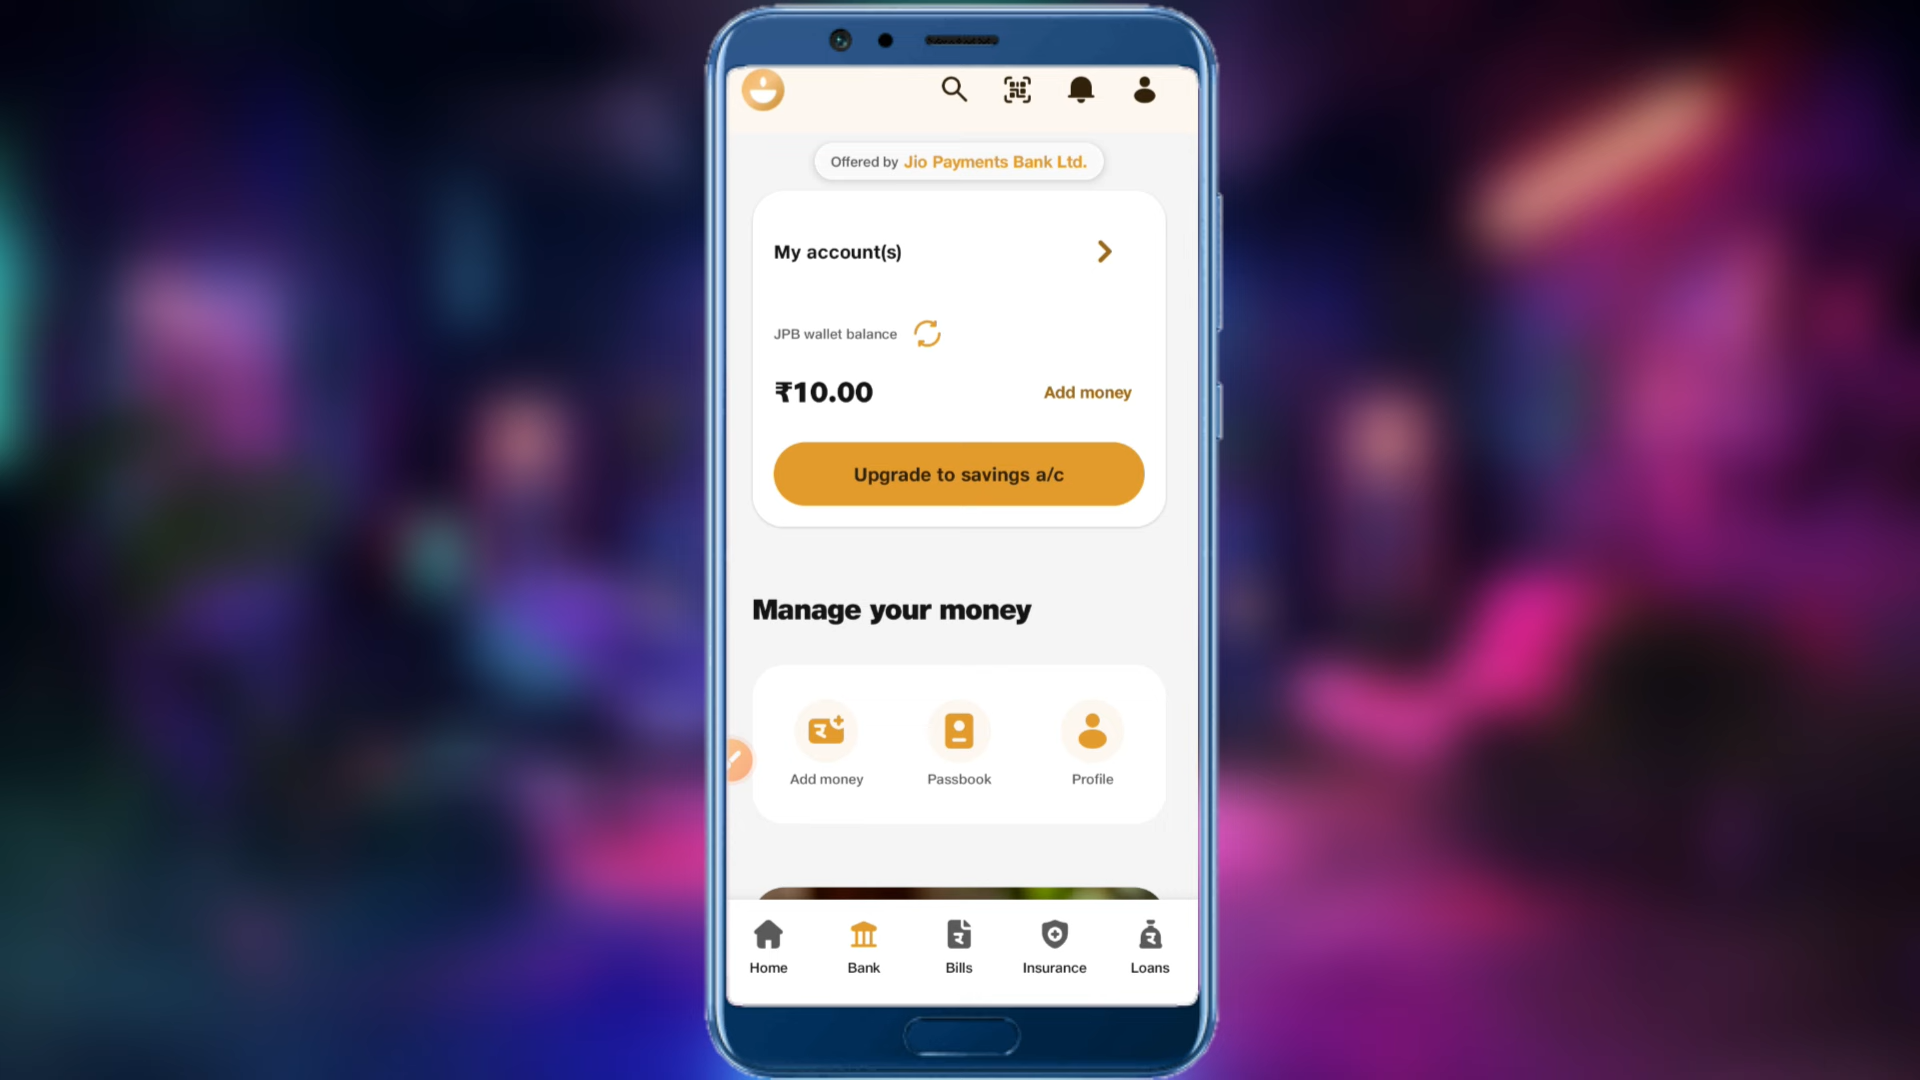 Offered by Jio Payments Bank Ltd.
My account(s)
JPB wallet balance
₹10.00
Add money
Upgrade to savings a/c
Manage your money
Add money
Passbook
Profile
Home
Bank
Bills
Insurance
Loans